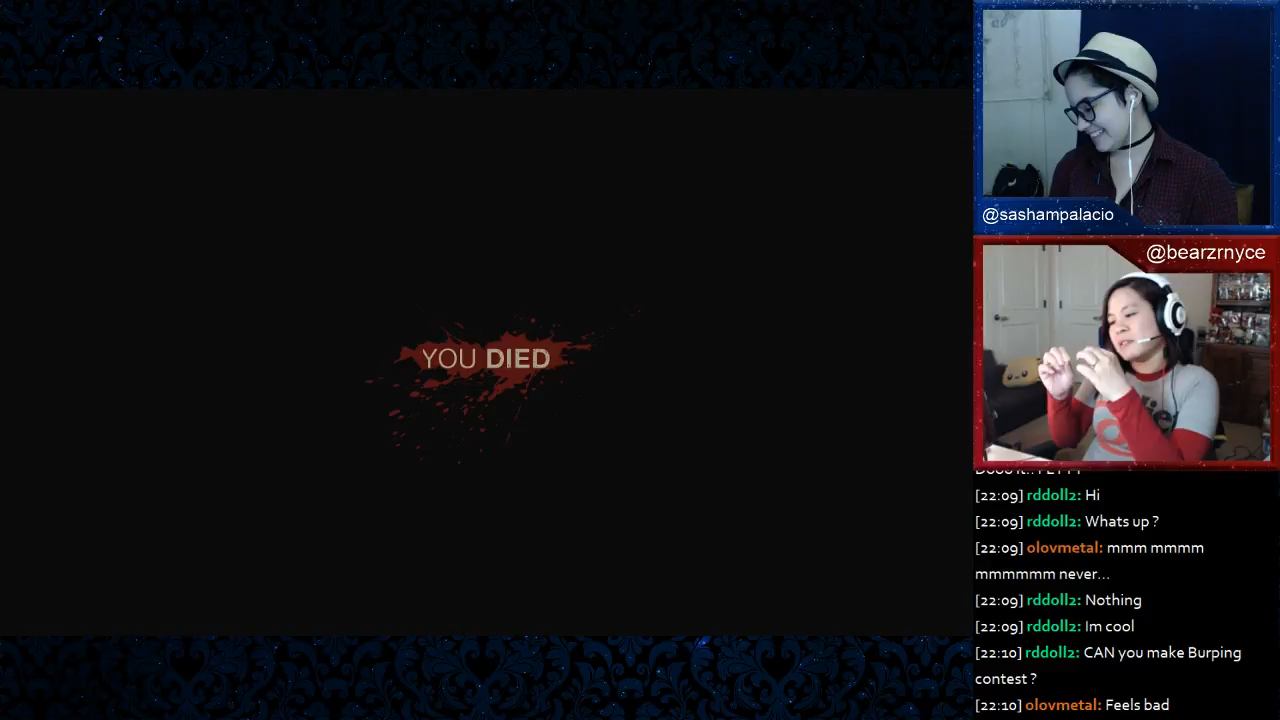 YOU DIED
@sashampalacio
@bearzrnyce
[22:09] rddoll2: Hi
[22:09] rddoll2: Whats up ?
[22:09] olovmetal: mmm mmmm
mmmmmm never...
[22:09] rddoll2: Nothing
[22:09] rddoll2: Im cool
[22:10] rddoll2: CAN you make Burping
contest ?
[22:10] olovmetal: Feels bad